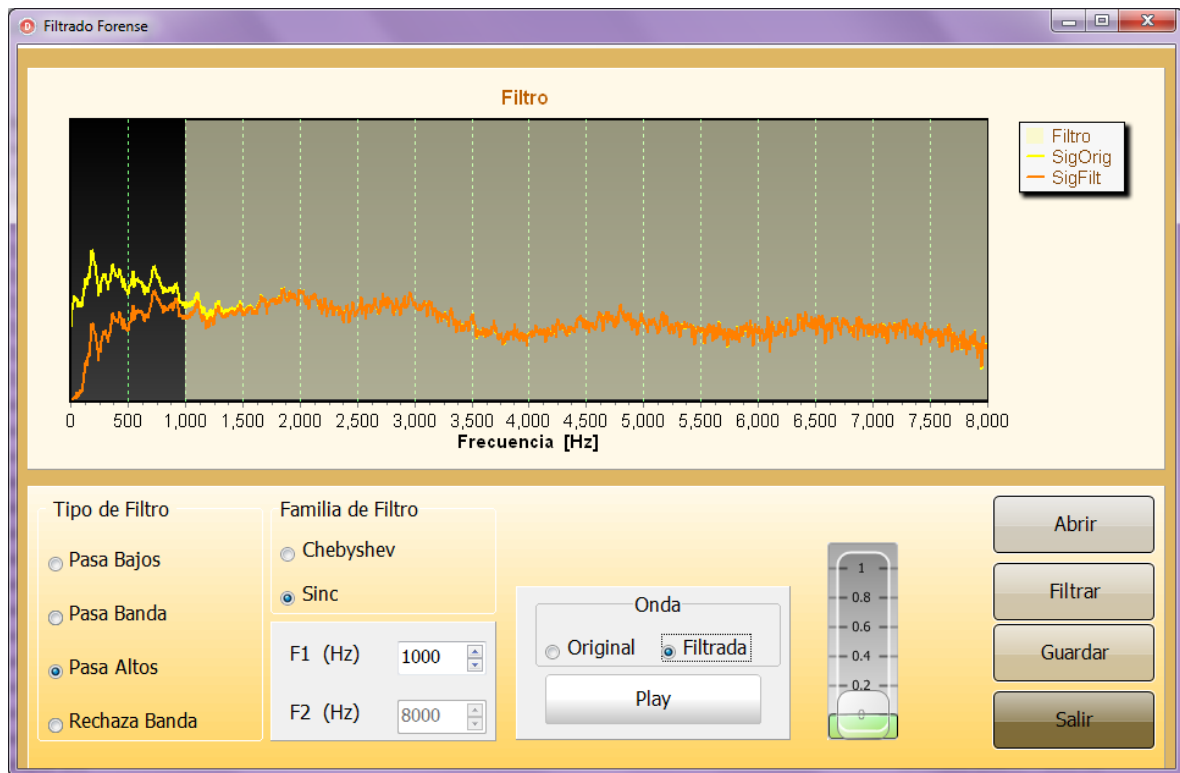 Filtrado Forense
Filtro
Filtro
SigOrig
SigFilt
0 500 1,000 1,500 2,000 2,500 3,000 3,500 4,000 4,500 5,000 5,500 6,000 6,500 7,000 7,500 8,000
Frecuencia [Hz]
Tipo de Filtro
Pasa Bajos
Pasa Banda
Pasa Altos
Rechaza Banda
Familia de Filtro
Chebyshev
Sinc
F1 (Hz) 1000
F2 (Hz) 8000
Onda
Original Filtrada
Play
1
0.8
0.6
0.4
0.2
0
Abrir
Filtrar
Guardar
Salir